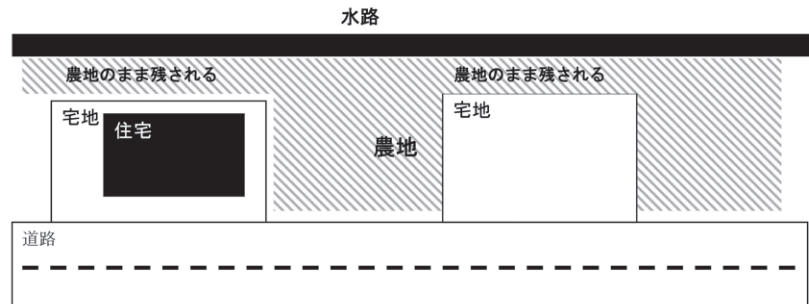 水路
農地のまま残される
農地のまま残される
宅地
住宅
農地
宅地
道路